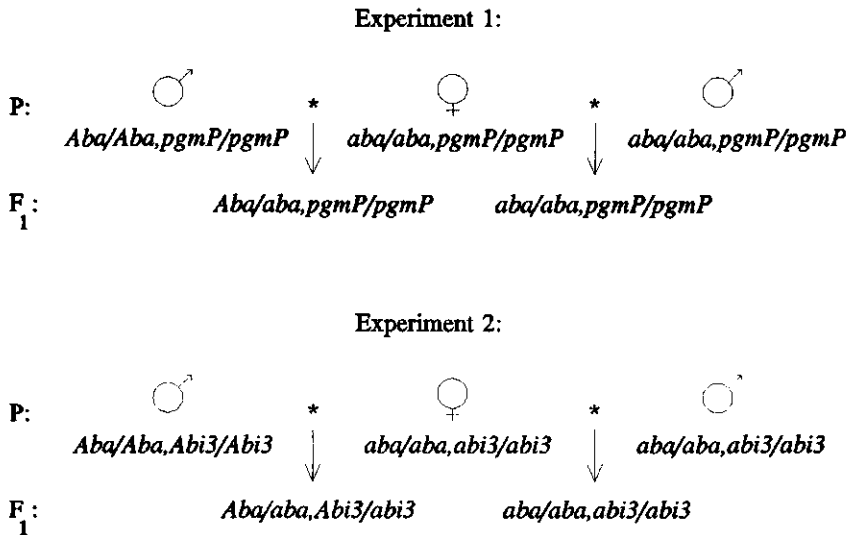 Experiment 1:
P: * *
Aba/Aba,pgmP/pgmP aba/aba,pgmP/pgmP aba/aba,pgmP/pgmP
F1: Aba/aba,pgmP/pgmP aba/aba,pgmP/pgmP
Experiment 2:
P: * *
Aba/Aba,Abi3/Abi3 aba/aba,abi3/abi3 aba/aba,abi3/abi3
F1: Aba/aba,Abi3/abi3 aba/aba,abi3/abi3